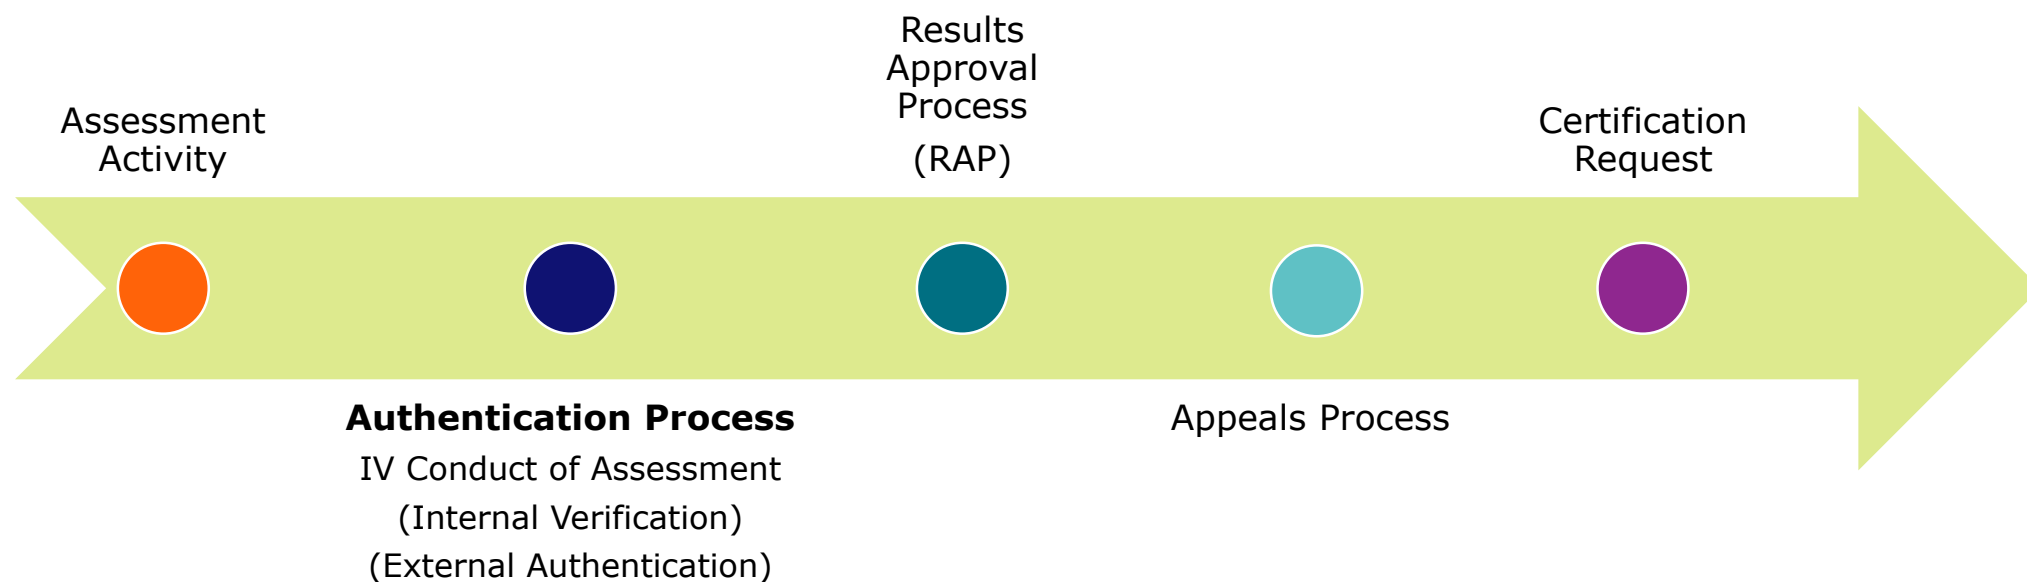 Assessment
Activity
Authentication Process
IV Conduct of Assessment
(Internal Verification)
(External Authentication)
Results
Approval
Process
(RAP)
Appeals Process
Certification
Request